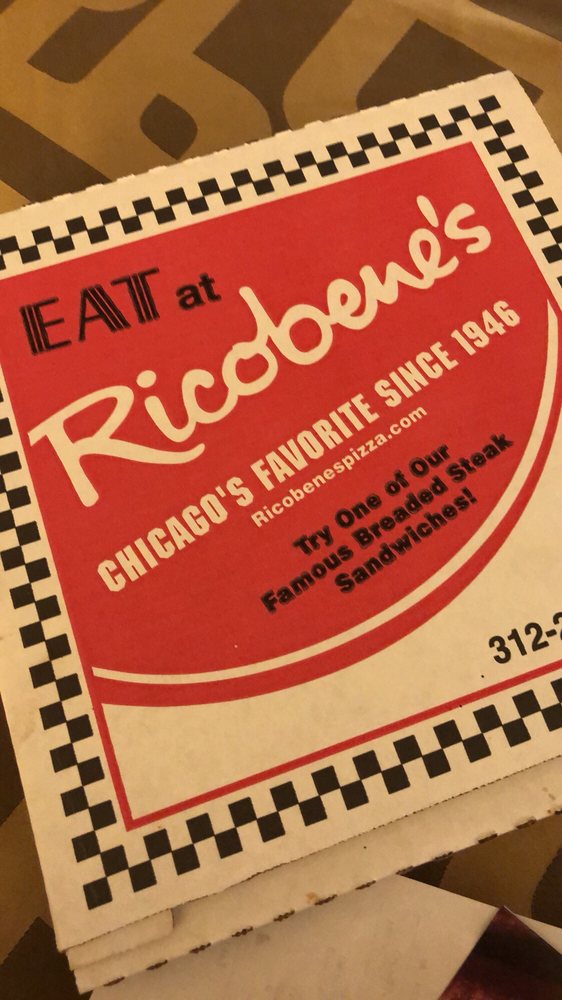 EAT at
Ricobene's
CHICAGO'S FAVORITE SINCE 1946
Ricobenespizza.com
Try One of Our
Famous Breaded Steak
Sandwiches!
312-2